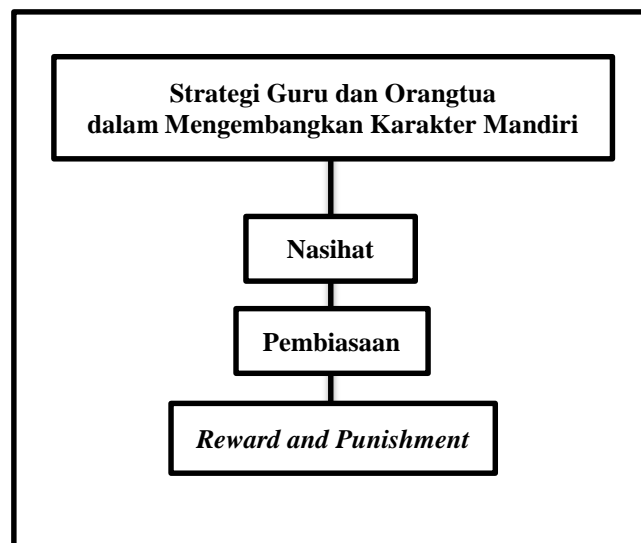 Strategi Guru dan Orangtua
dalam Mengembangkan Karakter Mandiri
Nasihat
Pembiasaan
Reward and Punishment